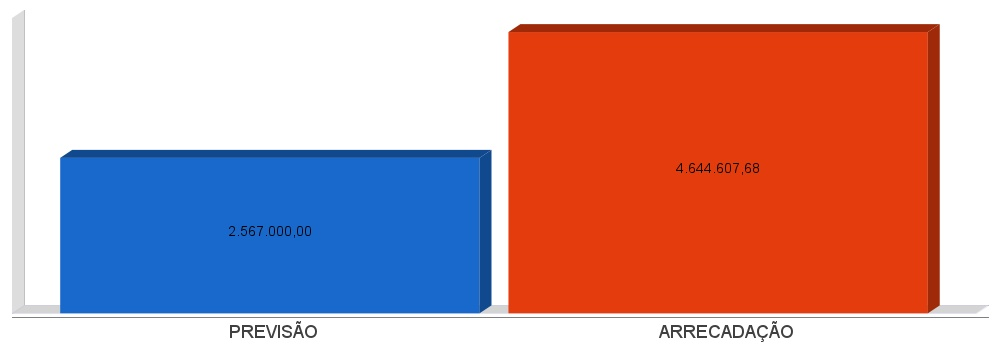 4.644.607,68
2.567.000,00
PREVISÃO ARRECADAÇÃO